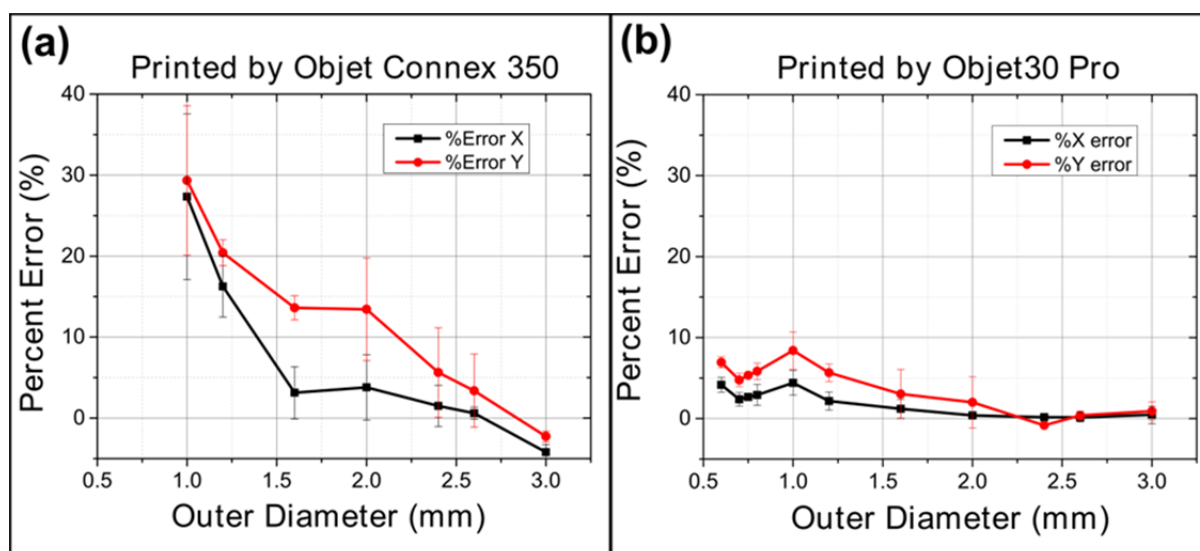 (a)
Printed by Objet Connex 350
40
30
20
10
0
Percent Error (%)
%Error X
%Error Y
0.5 1.0 1.5 2.0 2.5 3.0
Outer Diameter (mm)
(b)
Printed by Objet30 Pro
40
30
20
10
0
Percent Error (%)
%X error
%Y error
0.5 1.0 1.5 2.0 2.5 3.0
Outer Diameter (mm)